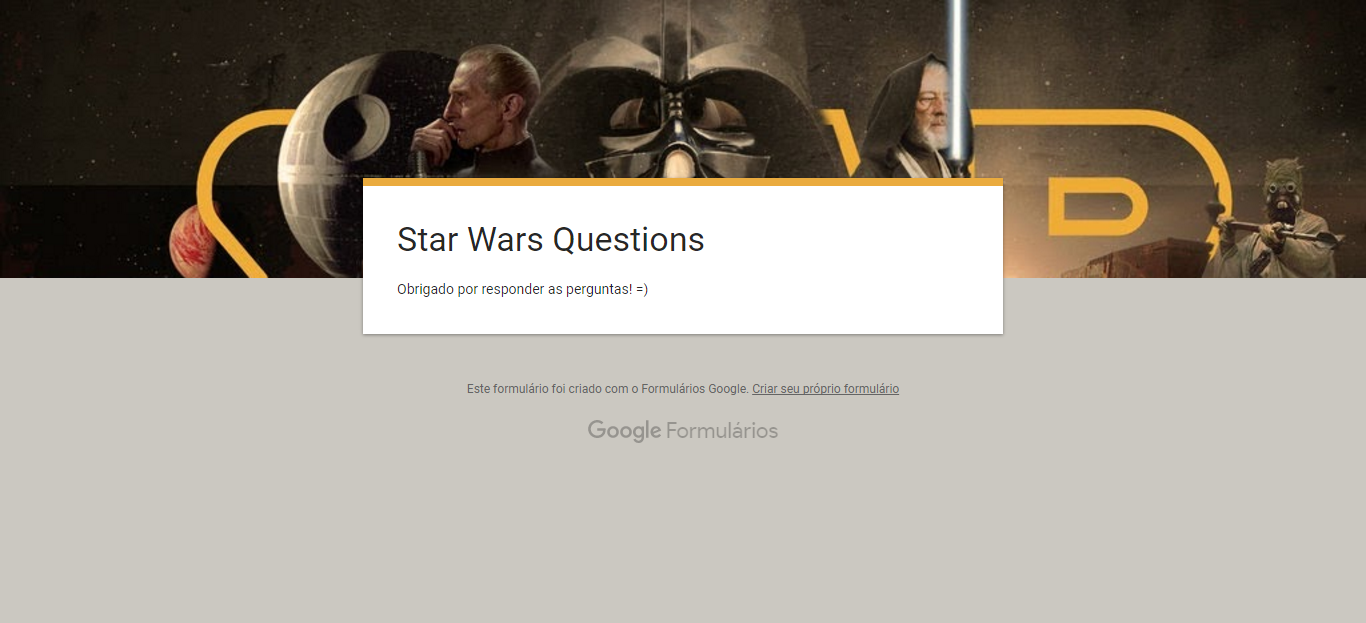 Star Wars Questions
Obrigado por responder as perguntas! =)
Este formulário foi criado com o Formulários Google. Criar seu próprio formulário
Google Formulários